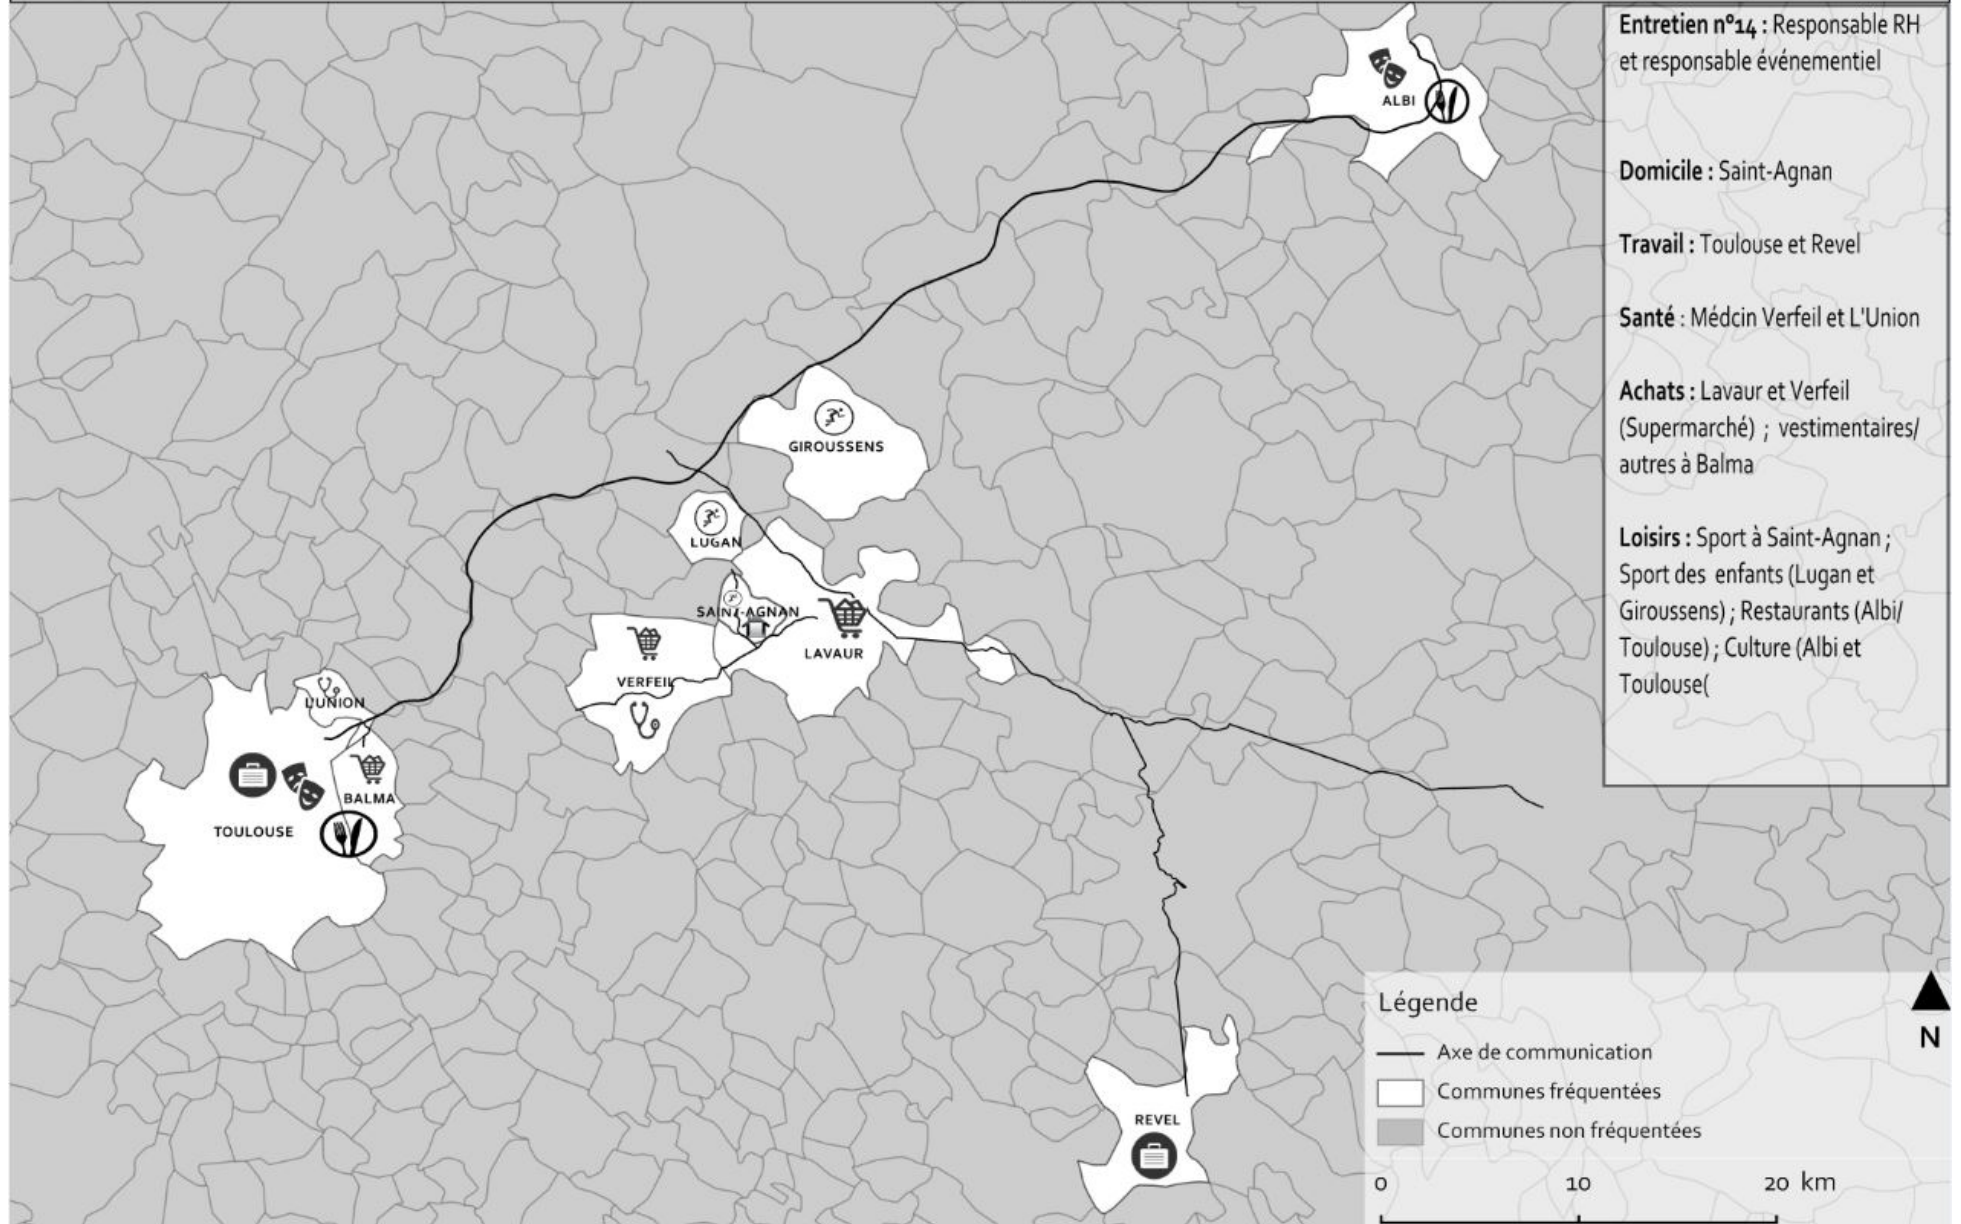 Entretien n°14 : Responsable RH
et responsable événementiel
Domicile : Saint-Agnan
Travail : Toulouse et Revel
Santé : Médcin Verfeil et L'Union
Achats : Lavaur et Verfeil
(Supermarché) ; vestimentaires/
autres à Balma
Loisirs : Sport à Saint-Agnan ;
Sport des enfants (Lugan et
Giroussens) ; Restaurants (Albi/
Toulouse) ; Culture (Albi et
Toulouse(
ALBI
GIROUSSENS
LUGAN
SAINT-AGNAN
LAVAUR
VERFEIL
L'UNION
BALMA
TOULOUSE
REVEL
Légende
N
Axe de communication
Communes fréquentées
Communes non fréquentées
0 10 20 km